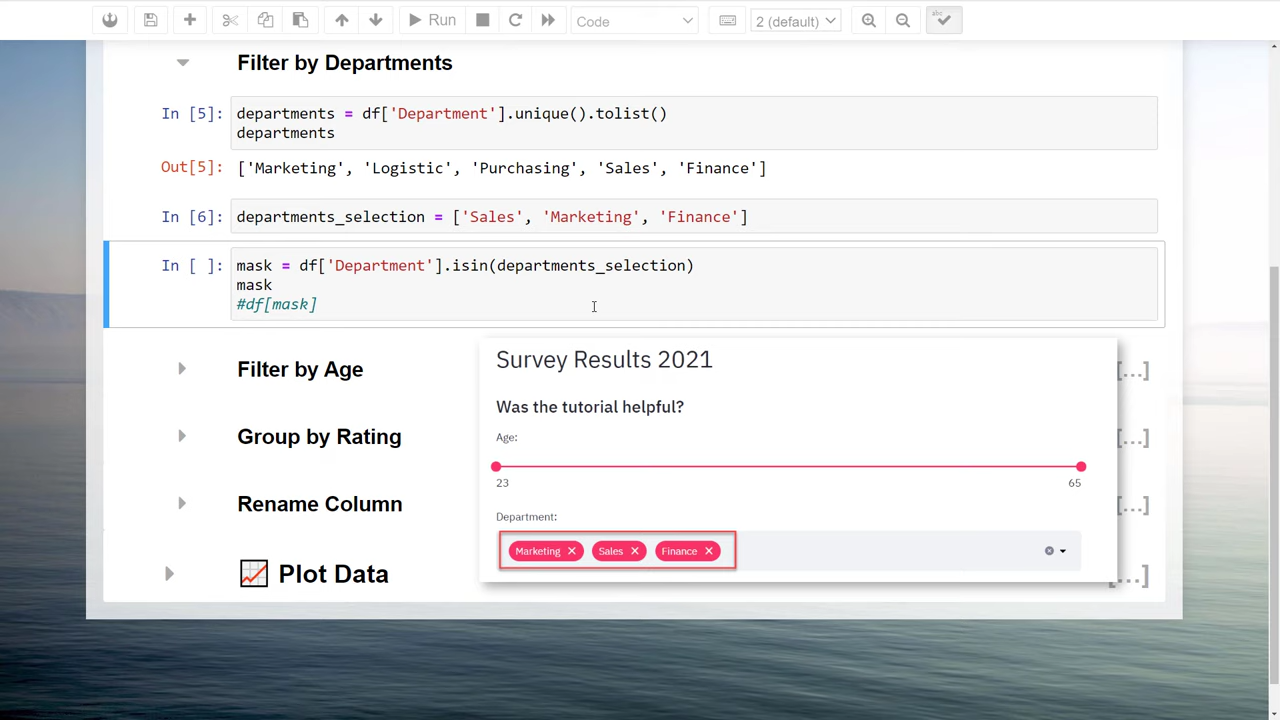 Run
Code
2 (default)
abc
Filter by Departments
In [5]:
departments = df['Department'].unique().tolist()
departments
Out[5]:
['Marketing', 'Logistic', 'Purchasing', 'Sales', 'Finance']
In [6]:
departments_selection = ['Sales', 'Marketing', 'Finance']
In [ ]:
mask = df['Department'].isin(departments_selection)
mask
#df[mask]
Survey Results 2021
Filter by Age
[...]
Was the tutorial helpful?
Group by Rating
[...]
Age:
23
65
Rename Column
[...]
Department:
Marketing ✕ Sales ✕ Finance ✕
📈 Plot Data
[...]